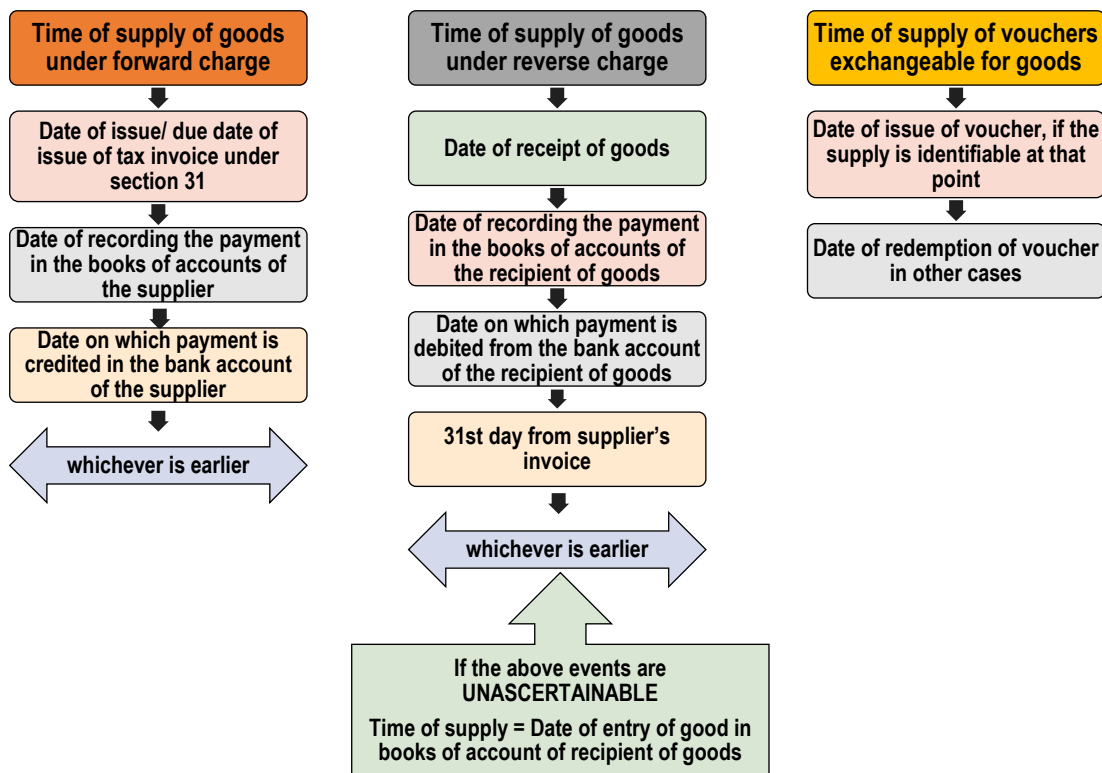 Time of supply of goods
under forward charge
Date of issue/ due date of
issue of tax invoice under
section 31
Date of recording the payment
in the books of accounts of
the supplier
Date on which payment is
credited in the bank account
of the supplier
whichever is earlier
Time of supply of goods
under reverse charge
Date of receipt of goods
Date of recording the payment
in the books of accounts of
the recipient of goods
Date on which payment is
debited from the bank account
of the recipient of goods
31st day from supplier’s
invoice
whichever is earlier
If the above events are
UNASCERTAINABLE
Time of supply = Date of entry of good in
books of account of recipient of goods
Time of supply of vouchers
exchangeable for goods
Date of issue of voucher, if the
supply is identifiable at that
point
Date of redemption of voucher
in other cases